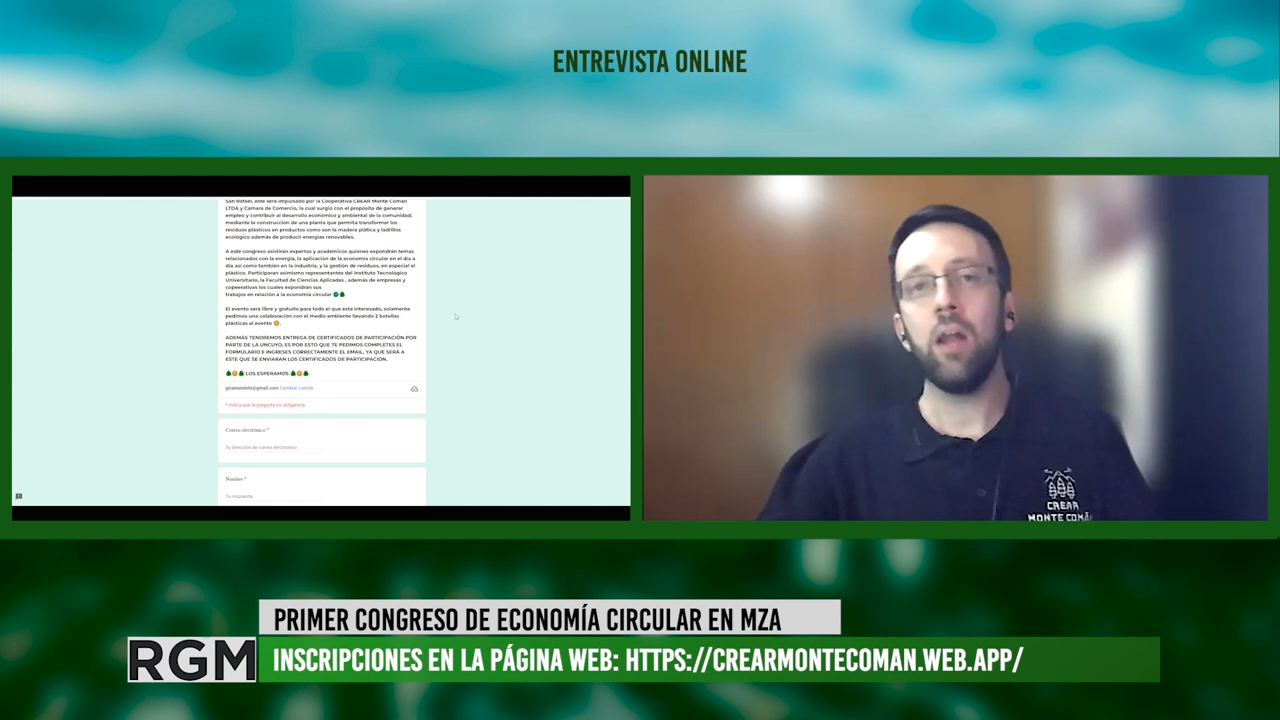 ENTREVISTA ONLINE
San Rafael, este será impulsado por la Cooperativa CREAR Monte Coman
LTDA y Cámara de Comercio, la cual surgió con el propósito de generar
empleo y contribuir al desarrollo económico y ambiental de la comunidad;
mediante la construcción de una planta que permita transformar los
residuos plásticos en productos como son la madera plática y ladrillos
ecológico además de producir energías renovables.
A este congreso asistirán expertos y académicos quienes expondrán temas
relacionados con la energía, la aplicación de la economía circular en el día a
día así como también en la industria, y la gestión de residuos, en especial el
plástico. Participaran asimismo representantes del Instituto Tecnológico
Universitario, la Facultad de Ciencias Aplicadas , además de empresas y
copeerativas los cuales expondrán sus
trabajos en relación a la economía circular
El evento será libre y gratuito para todo el que este interesado, solamente
pedimos una colaboración con el medio ambiente llevando 2 botellas
plásticas al evento
ADEMÁS TENDREMOS ENTREGA DE CERTIFICADOS DE PARTICIPACIÓN POR
PARTE DE LA UNCUYO, ES POR ESTO QUE TE PEDIMOS COMPLETES EL
FORMULARIO E INGRESES CORRECTAMENTE EL EMAIL, YA QUE SERÁ A
ESTE QUE SE ENVIARAN LOS CERTIFICADOS DE PARTICIPACIÓN.
LOS ESPERAMOS
giramundotv@gmail.com Cambiar cuenta
* Indica que la pregunta es obligatoria
Correo electrónico *
Tu dirección de correo electrónico
Nombre *
Tu respuesta
CREAR
MONTE COMÁN
PRIMER CONGRESO DE ECONOMÍA CIRCULAR EN MZA
RGM
INSCRIPCIONES EN LA PÁGINA WEB: HTTPS://CREARMONTECOMAN.WEB.APP/